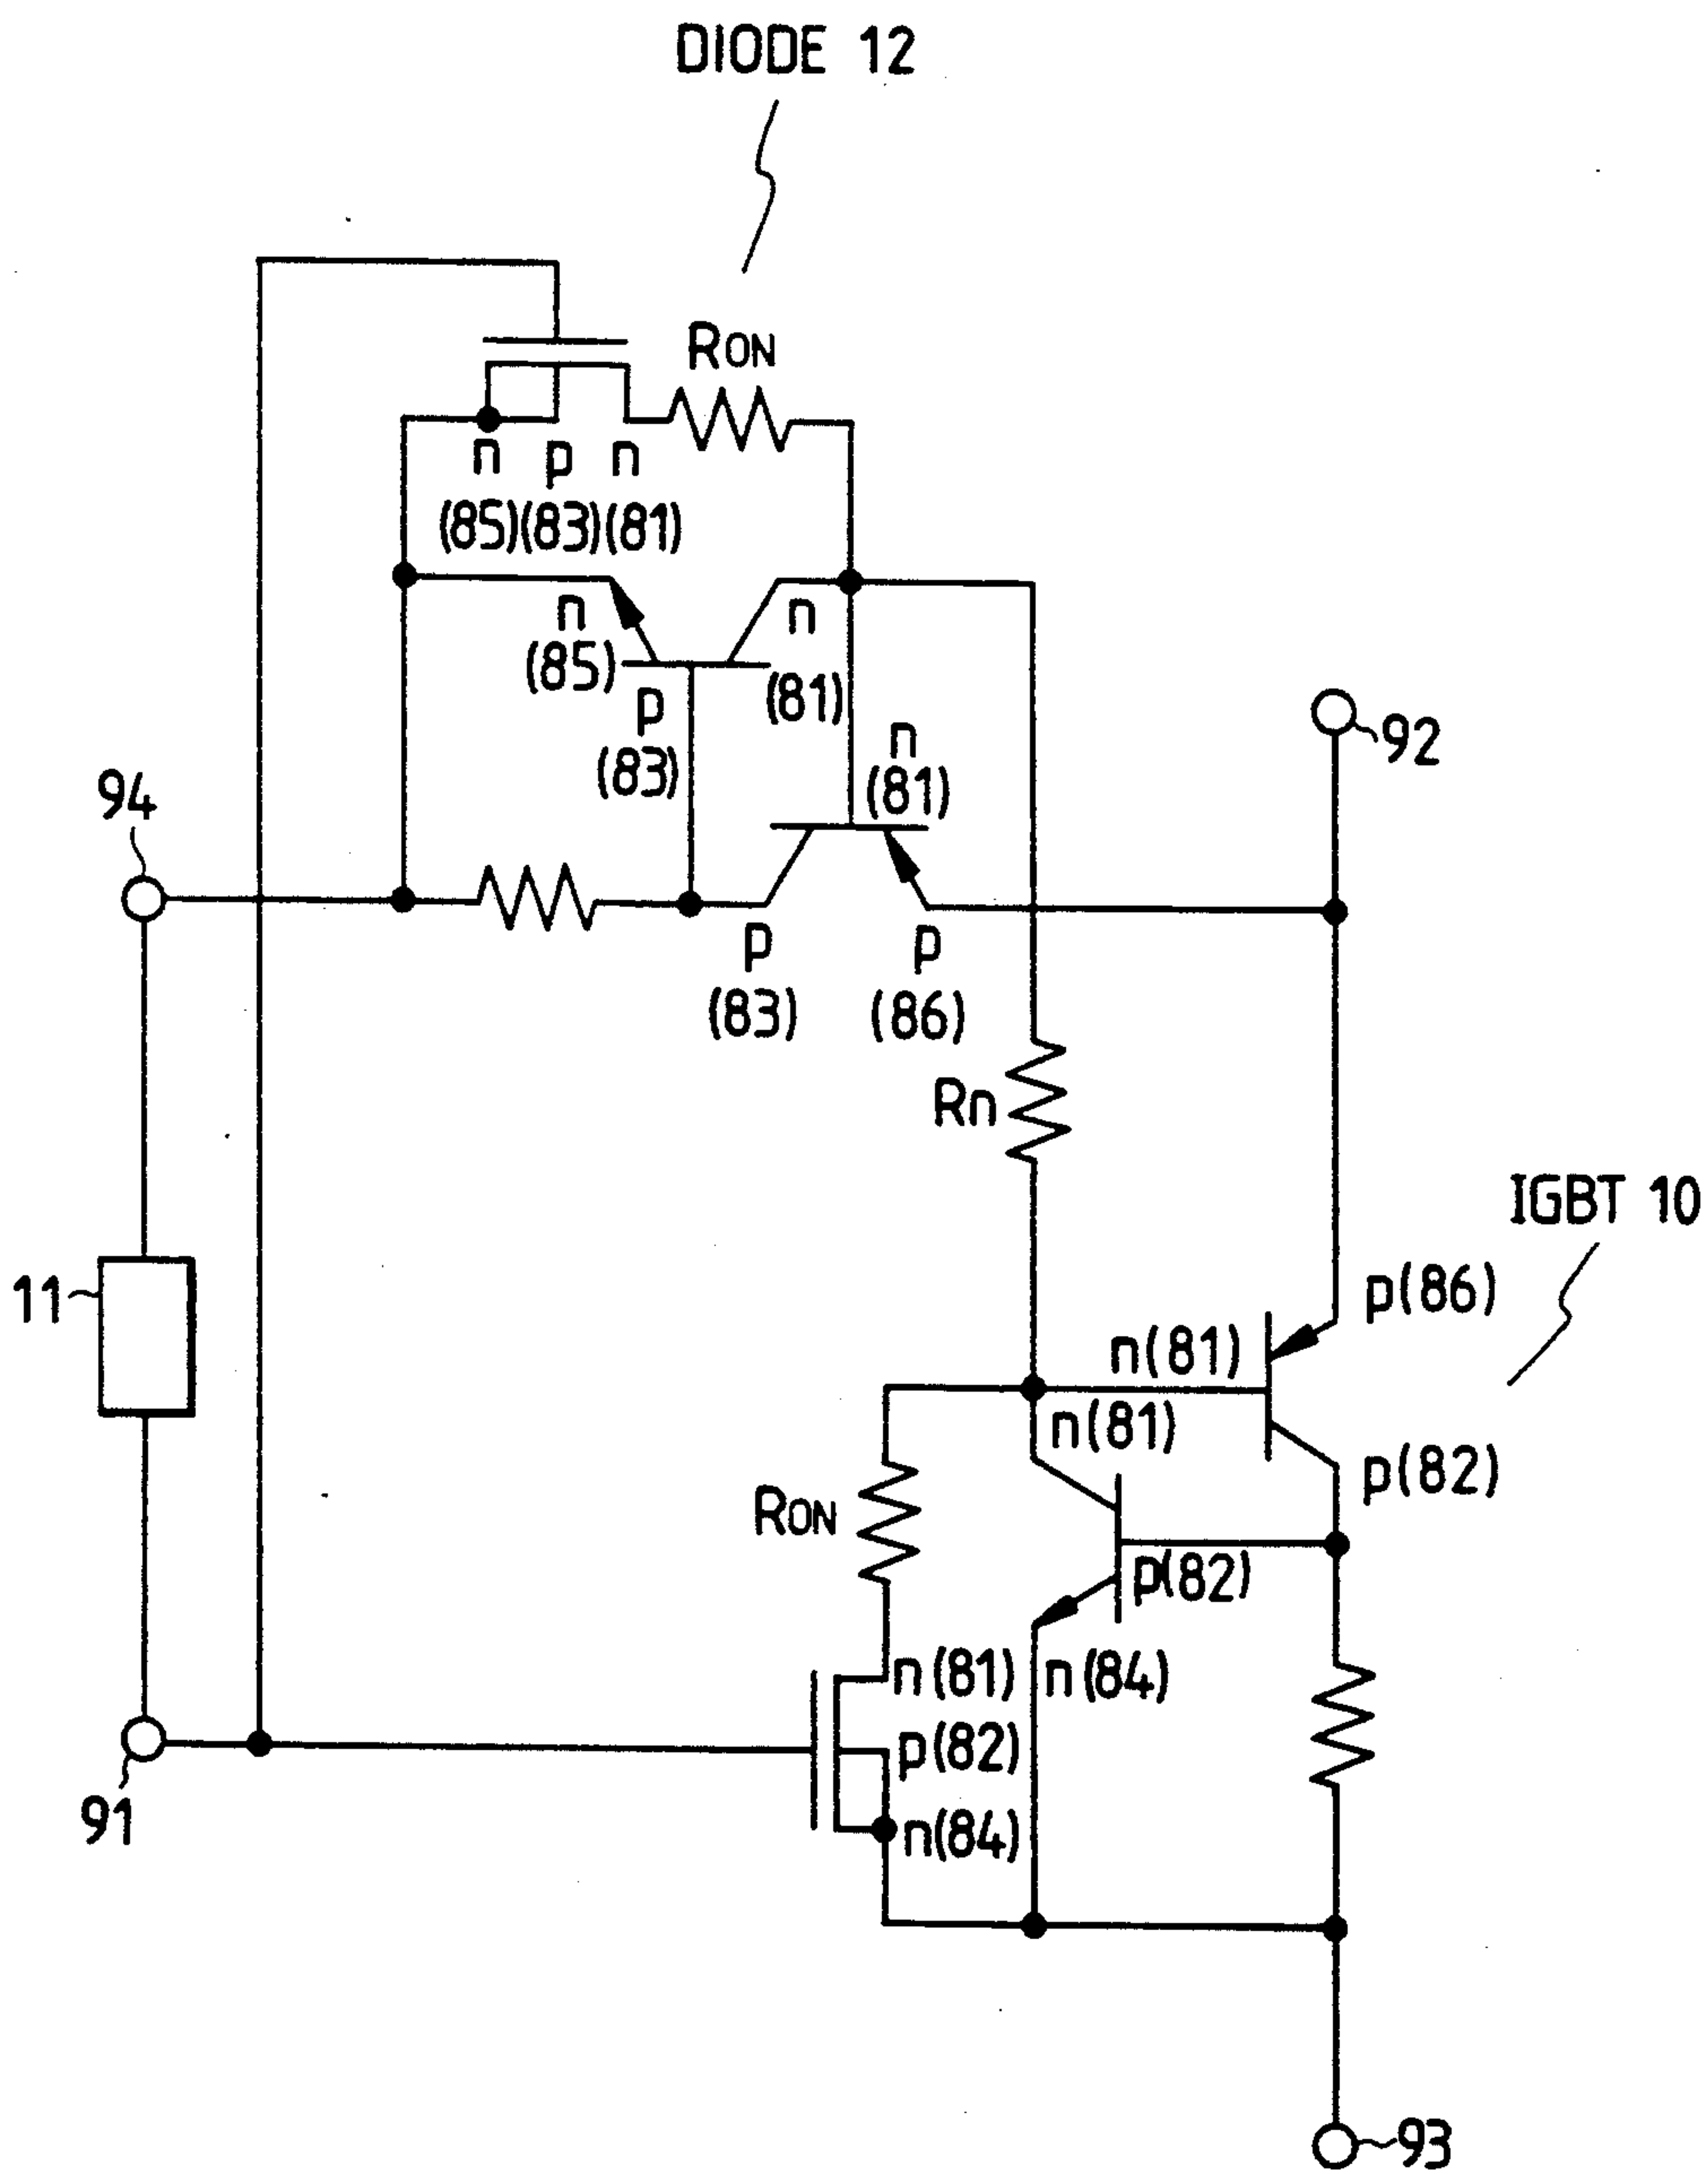 DIODE 12
RON
n p n
(85)(83)(81)
n
(85)
n
(81)
p
(83)
n
(81)
92
94
p
(83)
p
(86)
Rn
IGBT 10
11
p(86)
n(81)
n(81)
p(82)
RON
p(82)
n(81)
n(84)
p(82)
91
n(84)
93